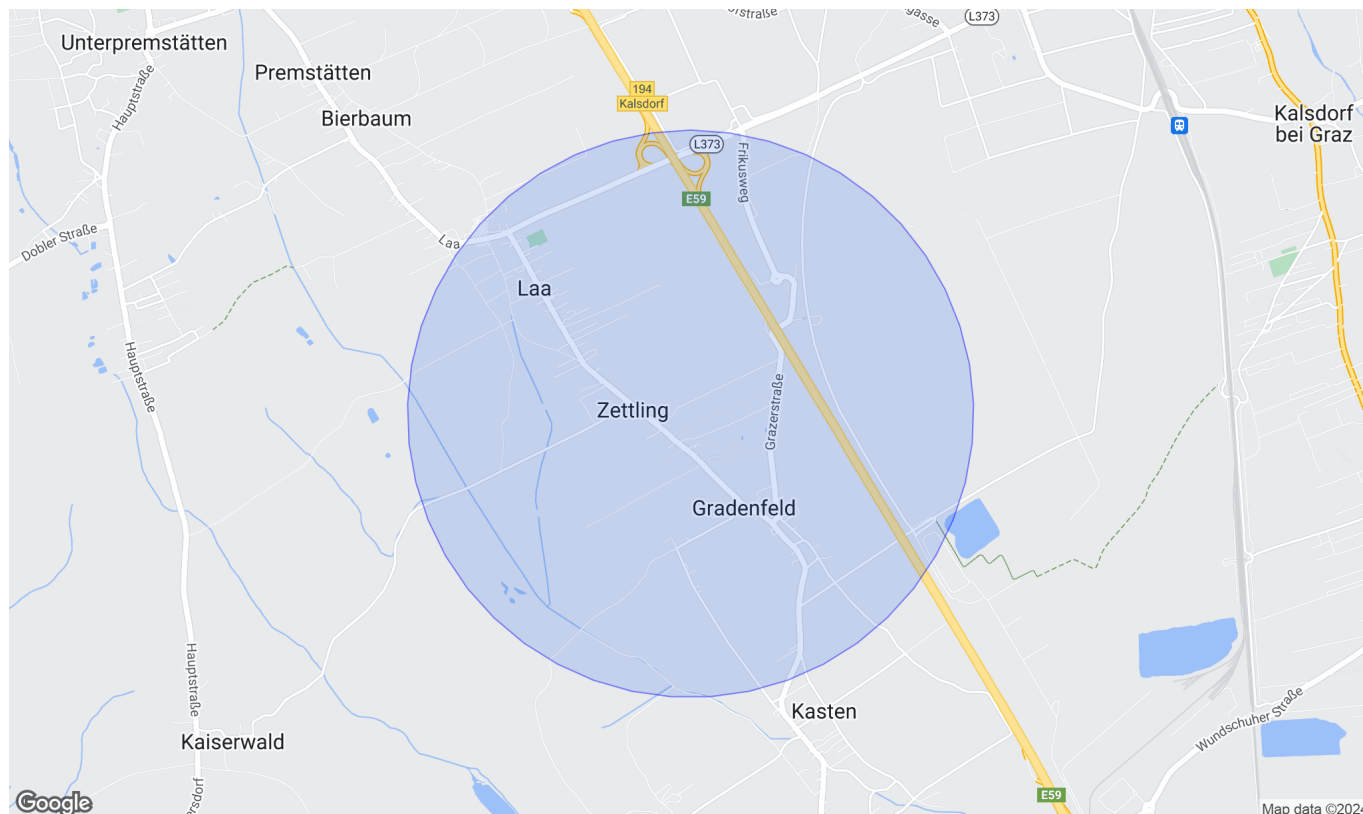 L373
Unterpremstätten
Premstätten
194
Kalsdorf
Hauptstraße
Bierbaum
Kalsdorf
bei Graz
L373
Frikusweg
E59
Dobler Straße
Laa
Laa
Hauptstraße
Zettling
Grazerstraße
Gradenfeld
Hauptstraße
Kasten
Wundschuher Straße
Kaiserwald
E59
Google
Map data ©2024